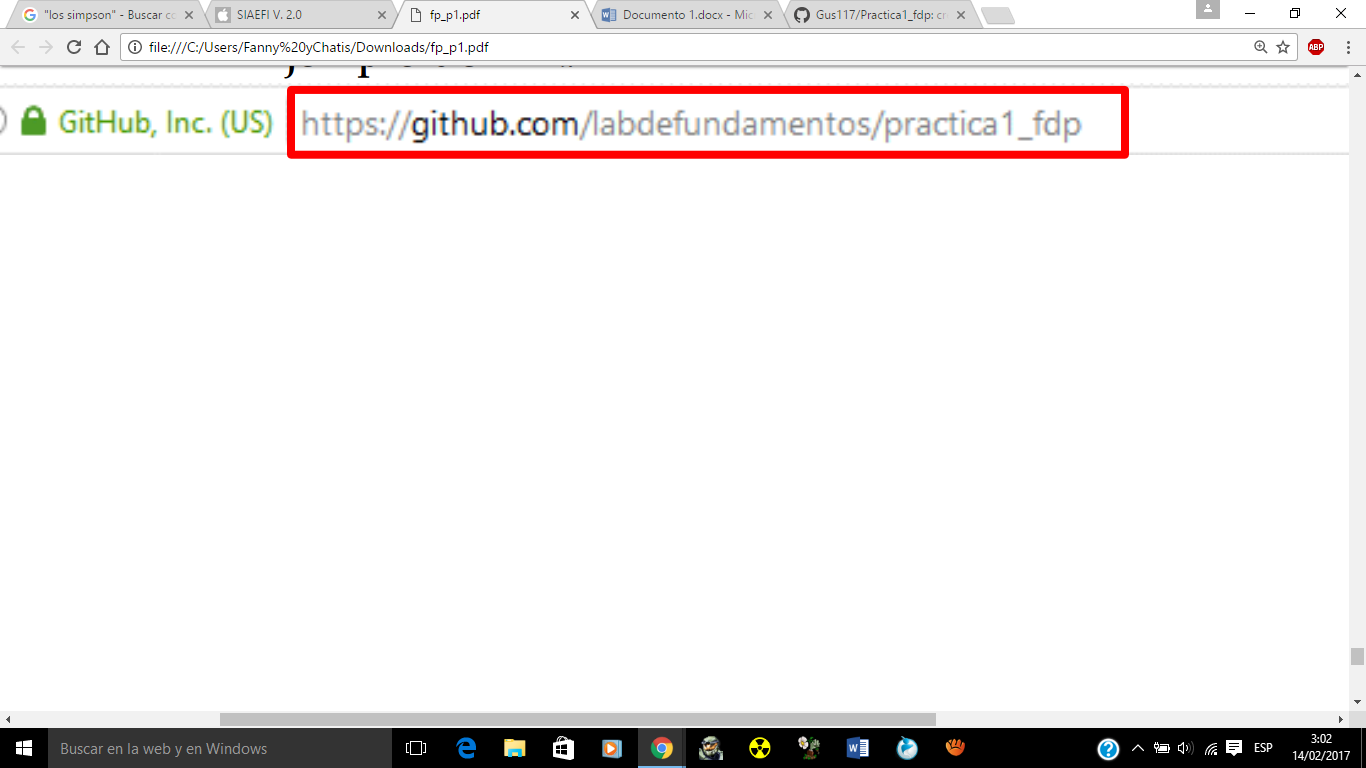 "los simpson" - Buscar co
SIAEFI V. 2.0
fp_p1.pdf
Documento 1.docx - Mic
Gus117/Practica1_fdp: cr
file:///C:/Users/Fanny%20yChatis/Downloads/fp_p1.pdf
ABP
GitHub, Inc. (US)
https://github.com/labdefundamentos/practica1_fdp
Buscar en la web y en Windows
ESP
3:02
14/02/2017